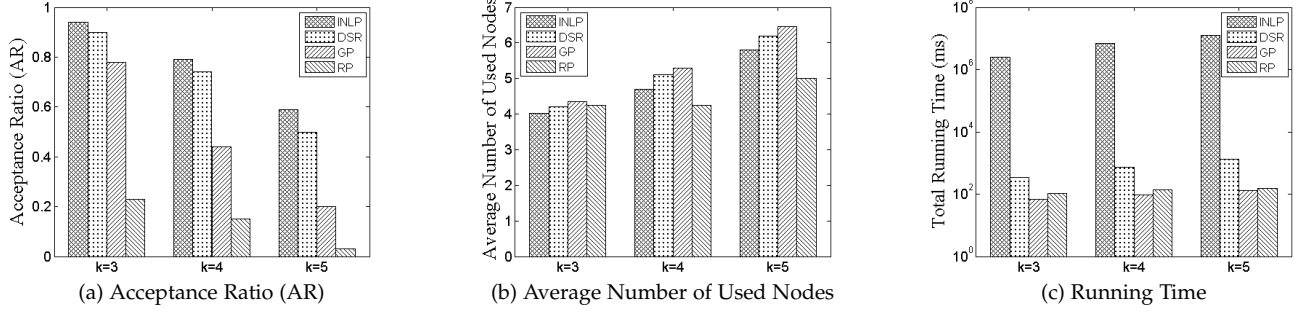 Acceptance Ratio (AR)
1
0.8
0.6
0.4
0.2
0
INLP
DSR
GP
RP
k=3
k=4
k=5
(a) Acceptance Ratio (AR)
Average Number of Used Nodes
7
6
5
4
3
2
1
0
INLP
DSR
GP
RP
k=3
k=4
k=5
(b) Average Number of Used Nodes
Total Running Time (ms)
10^8
10^6
10^4
10^2
10^0
INLP
DSR
GP
RP
k=3
k=4
k=5
(c) Running Time